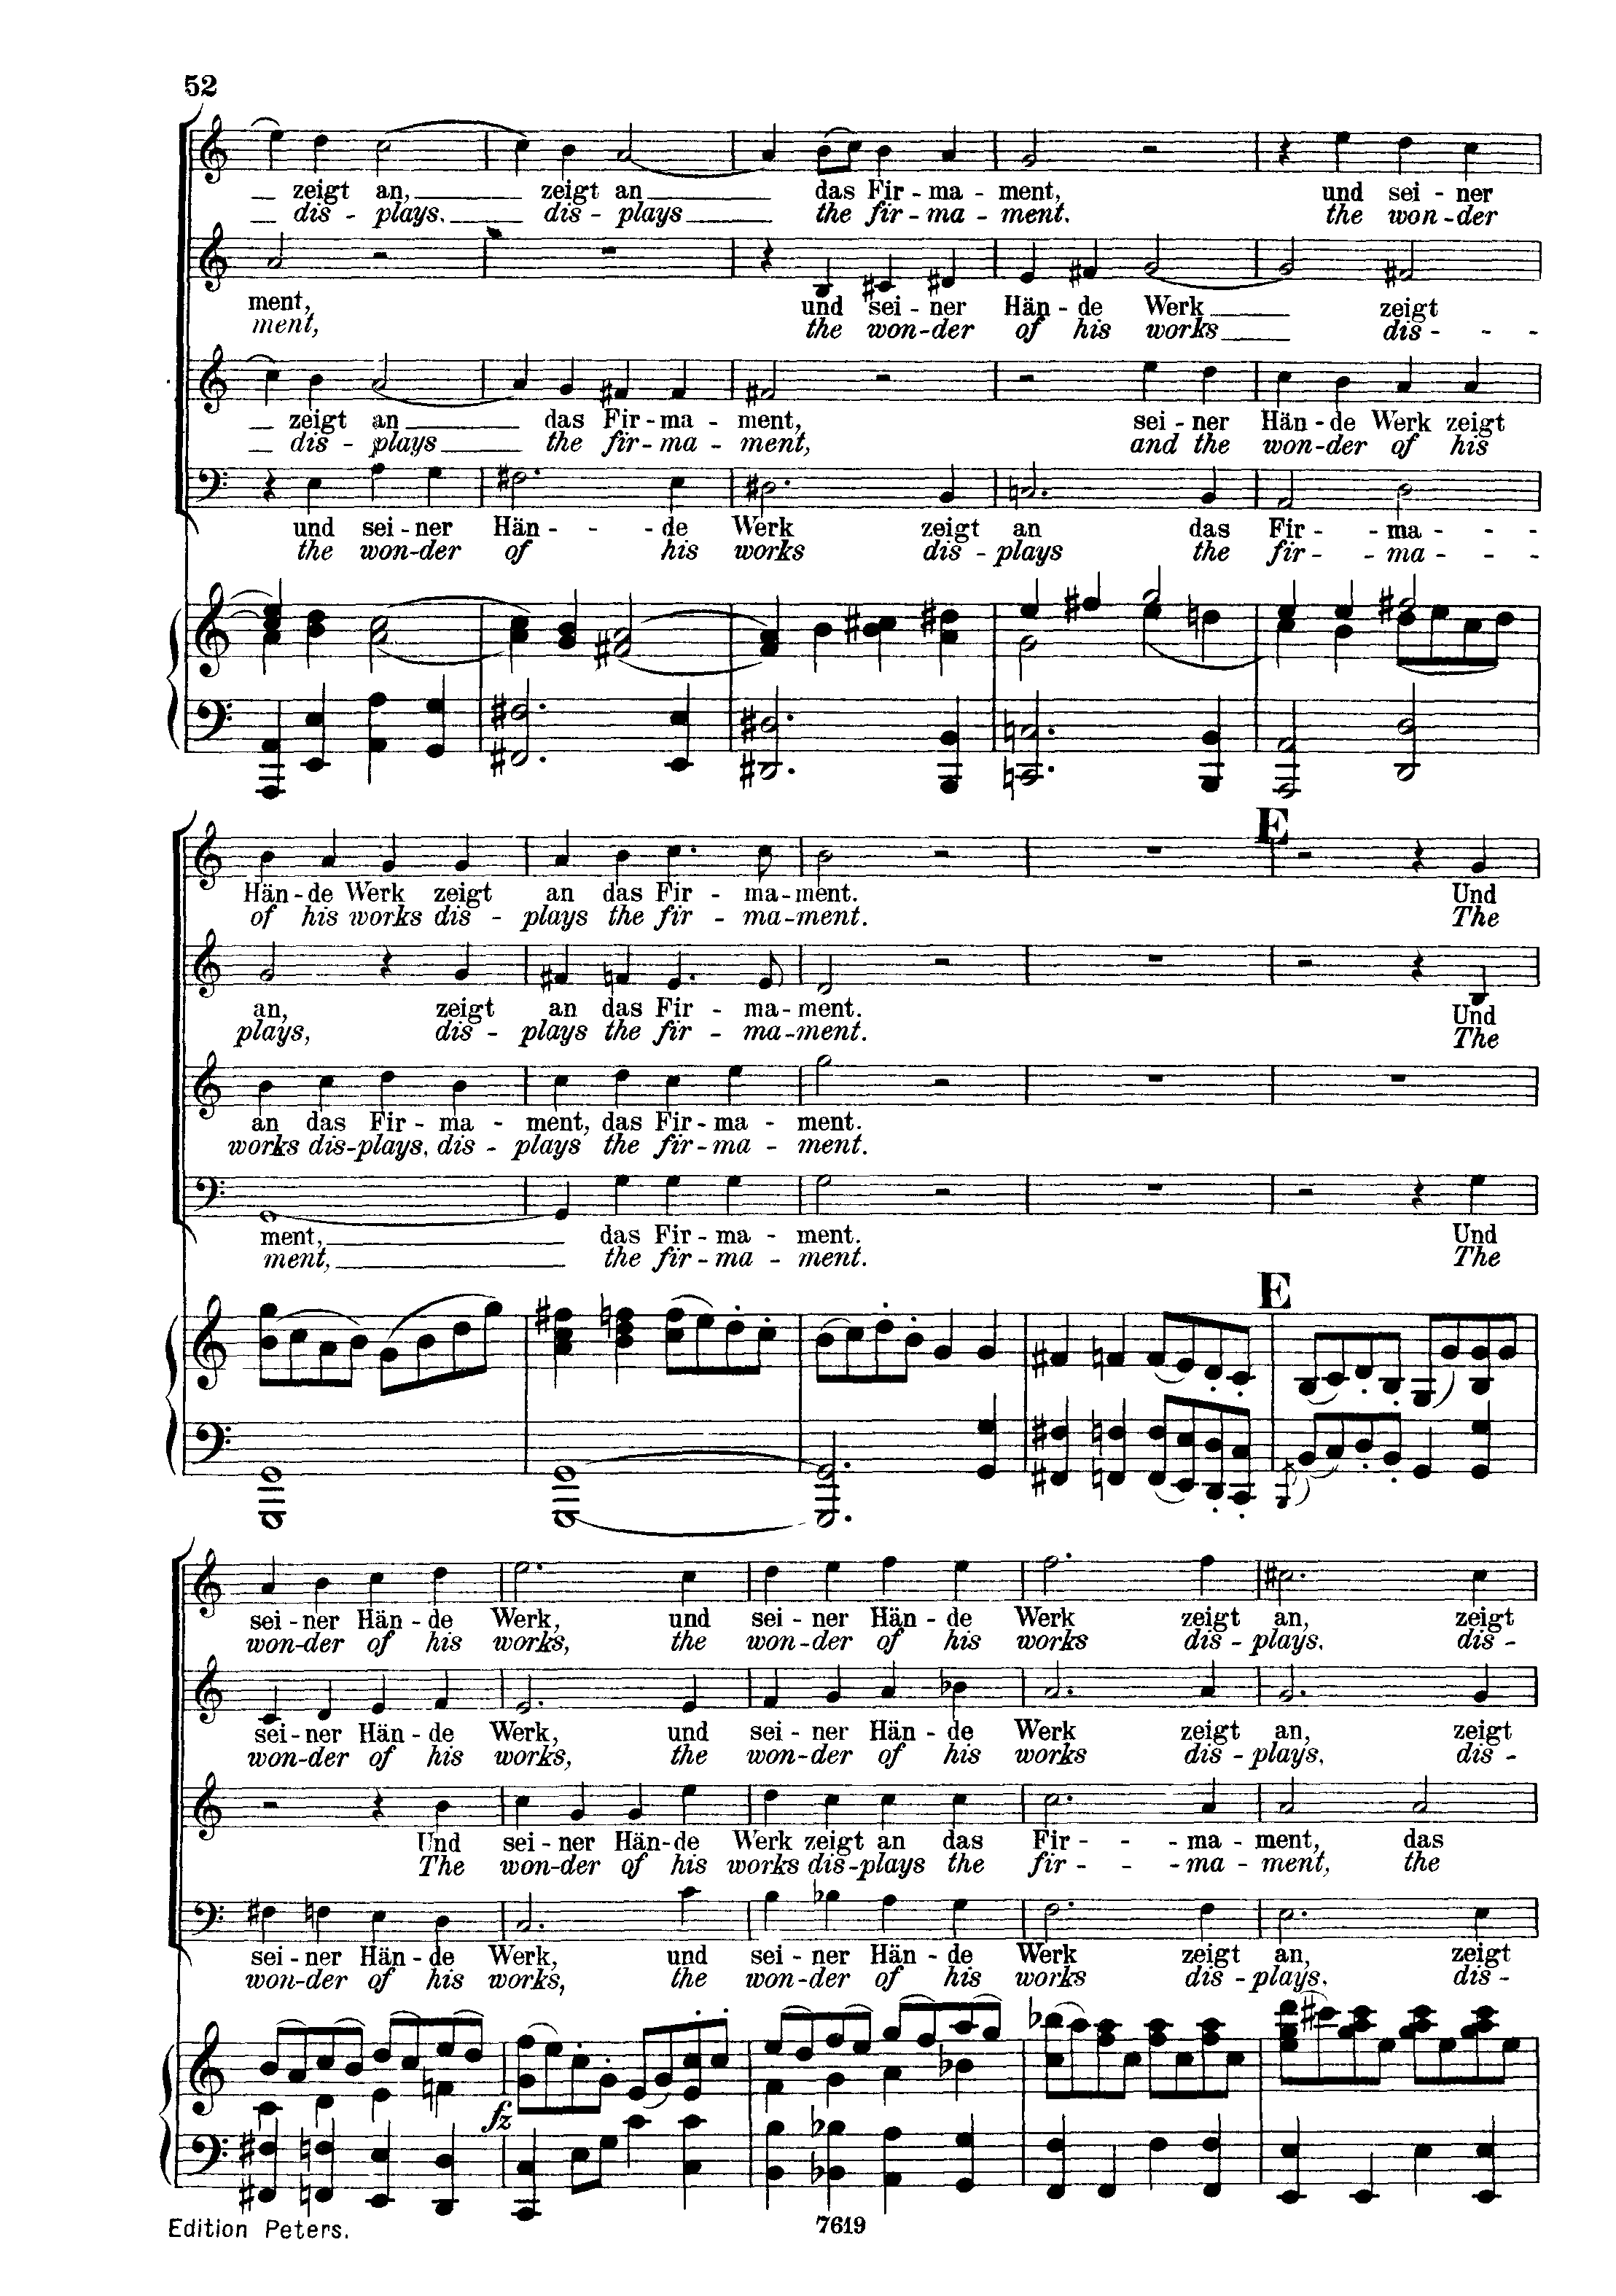 52
zeigt an, zeigt an das Fir - ma - ment, und sei - ner
dis - plays. dis - plays the fir - ma - ment. the won - der
ment, und sei - ner Hän - de Werk zeigt
ment, the won - der of his works dis -
zeigt an das Fir - ma - ment, sei - ner Hän - de Werk zeigt
dis - plays the fir - ma - ment, and the won - der of his
und sei - ner Hän - de Werk zeigt an das Fir - ma -
the won - der of his works dis - plays the fir - ma -
E
Hän - de Werk zeigt an das Fir - ma - ment. Und
of his works dis - plays the fir - ma - ment. The
an, zeigt an das Fir - ma - ment. Und
plays, dis - plays the fir - ma - ment. The
an das Fir - ma - ment, das Fir - ma - ment.
works dis - plays, dis - plays the fir - ma - ment.
ment, das Fir - ma - ment. Und
ment, the fir - ma - ment. The
E
sei - ner Hän - de Werk, und sei - ner Hän - de Werk zeigt an, zeigt
won - der of his works, the won - der of his works dis - plays, dis -
sei - ner Hän - de Werk, und sei - ner Hän - de Werk zeigt an, zeigt
won - der of his works, the won - der of his works dis - plays, dis -
Und sei - ner Hän - de Werk zeigt an das Fir - ma - ment, das
The won - der of his works dis - plays the fir - ma - ment, the
sei - ner Hän - de Werk, und sei - ner Hän - de Werk zeigt an, zeigt
won - der of his works, the won - der of his works dis - plays, dis -
fz
Edition Peters. 7619